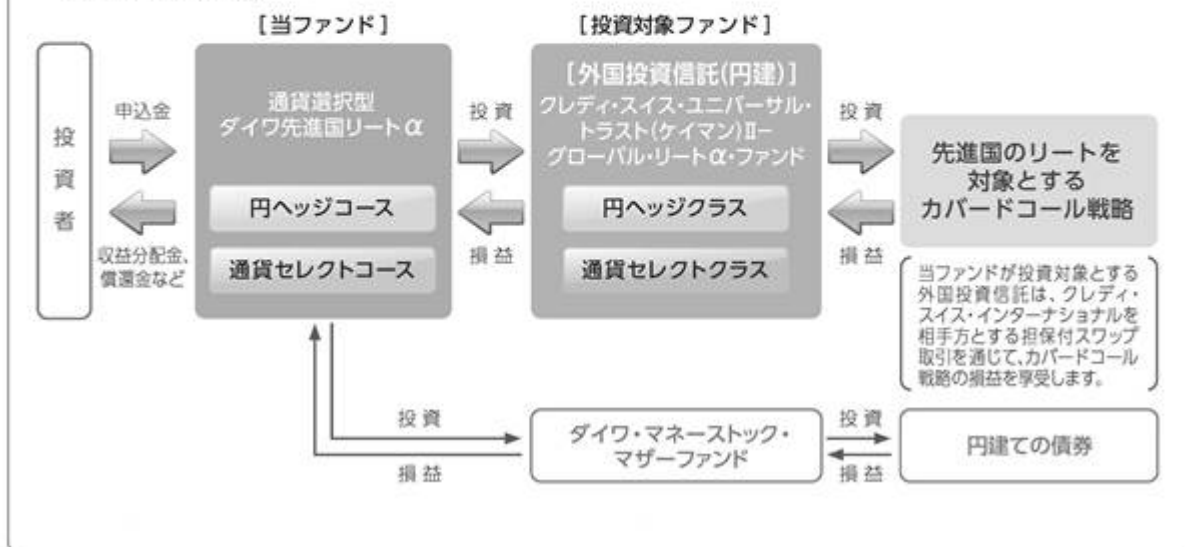 [当ファンド]
[投資対象ファンド]
投資者
申込金
収益分配金、
償還金など
通貨選択型
ダイワ先進国リートα
円ヘッジコース
通貨セレクトコース
投資
損益
[外国投資信託(円建)]
クレディ・スイス・ユニバーサル・
トラスト(ケイマン)Ⅱー
グローバル・リートα・ファンド
円ヘッジクラス
通貨セレクトクラス
投資
損益
先進国のリートを
対象とする
カバードコール戦略
当ファンドが投資対象とする
外国投資信託は、クレディ・
スイス・インターナショナルを
相手方とする担保付スワップ
取引を通じて、カバードコール
戦略の損益を享受します。
投資
損益
ダイワ・マネーストック・
マザーファンド
投資
損益
円建ての債券